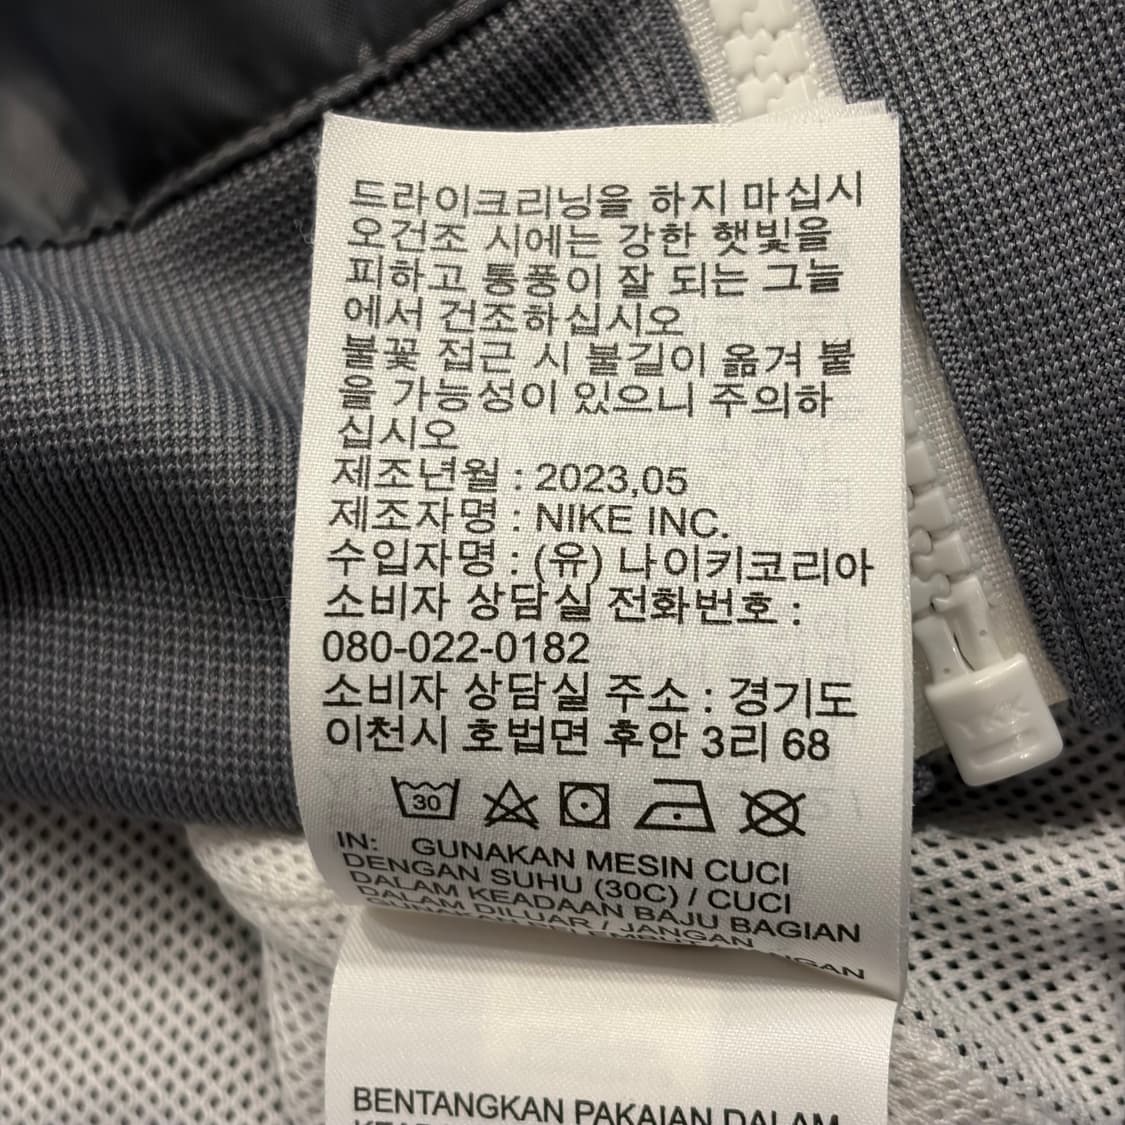 드라이크리닝을 하지 마십시
오건조 시에는 강한 햇빛을
피하고 통풍이 잘 되는 그늘
에서 건조하십시오
불꽃 접근 시 불길이 옮겨 붙
을 가능성이 있으니 주의하
십시오
제조년월 : 2023,05
제조자명 : NIKE INC.
수입자명 : (유) 나이키코리아
소비자 상담실 전화번호 :
080-022-0182
소비자 상담실 주소 : 경기도
이천시 호법면 후안 3리 68
30
IN: GUNAKAN MESIN CUCI
DENGAN SUHU (30C) / CUCI
DALAM KEADAAN BAJU BAGIAN
DALAM DILUAR / JANGAN
BENTANGKAN PAKAIAN DALAM